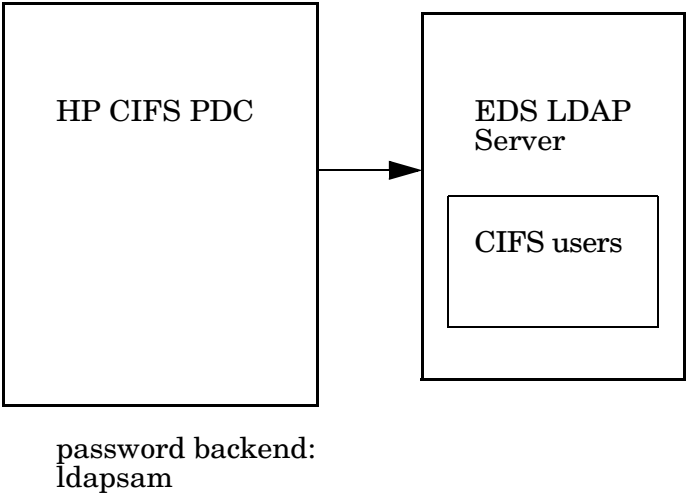 HP CIFS PDC
EDS LDAP
Server
CIFS users
password backend:
ldapsam